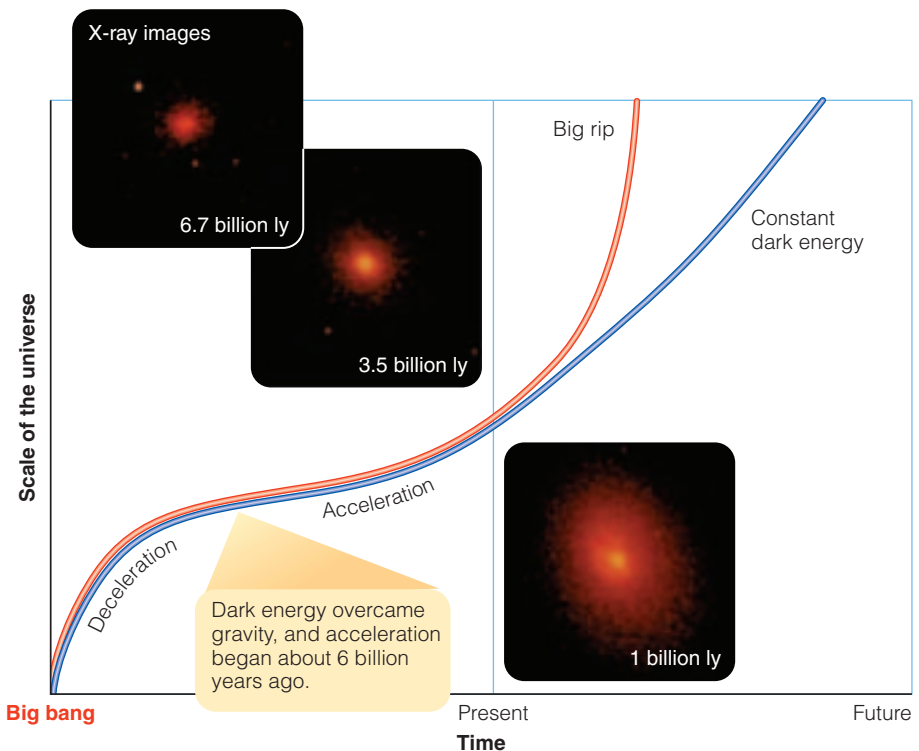 X-ray images
6.7 billion ly
3.5 billion ly
Big rip
Constant
dark energy
Scale of the universe
Acceleration
Deceleration
Dark energy overcame
gravity, and acceleration
began about 6 billion
years ago.
1 billion ly
Big bang
Present
Future
Time